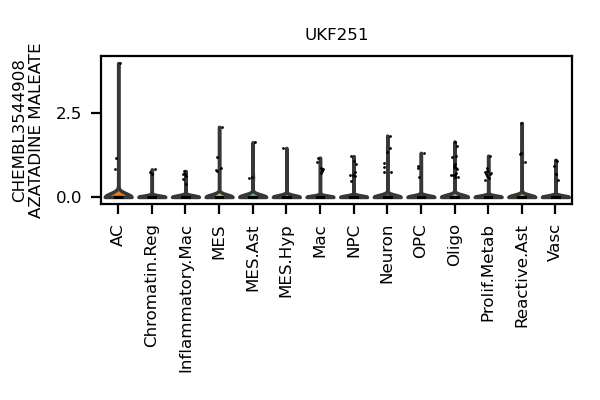 UKF251
CHEMBL3544908
AZATADINE MALEATE
2.5
0.0
AC
Chromatin.Reg
Inflammatory.Mac
MES
MES.Ast
MES.Hyp
Mac
NPC
Neuron
OPC
Oligo
Prolif.Metab
Reactive.Ast
Vasc